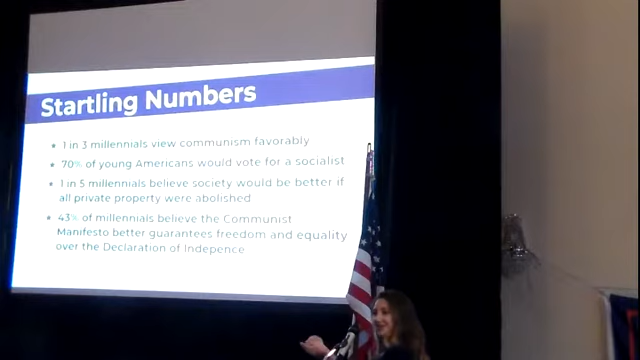 Startling Numbers
1 in 3 millennials view communism favorably
70% of young Americans would vote for a socialist
1 in 5 millennials believe society would be better if
all private property were abolished.
43% of millennials believe the Communist
Manifesto better guarantees freedom and equality
over the Declaration of Indepence